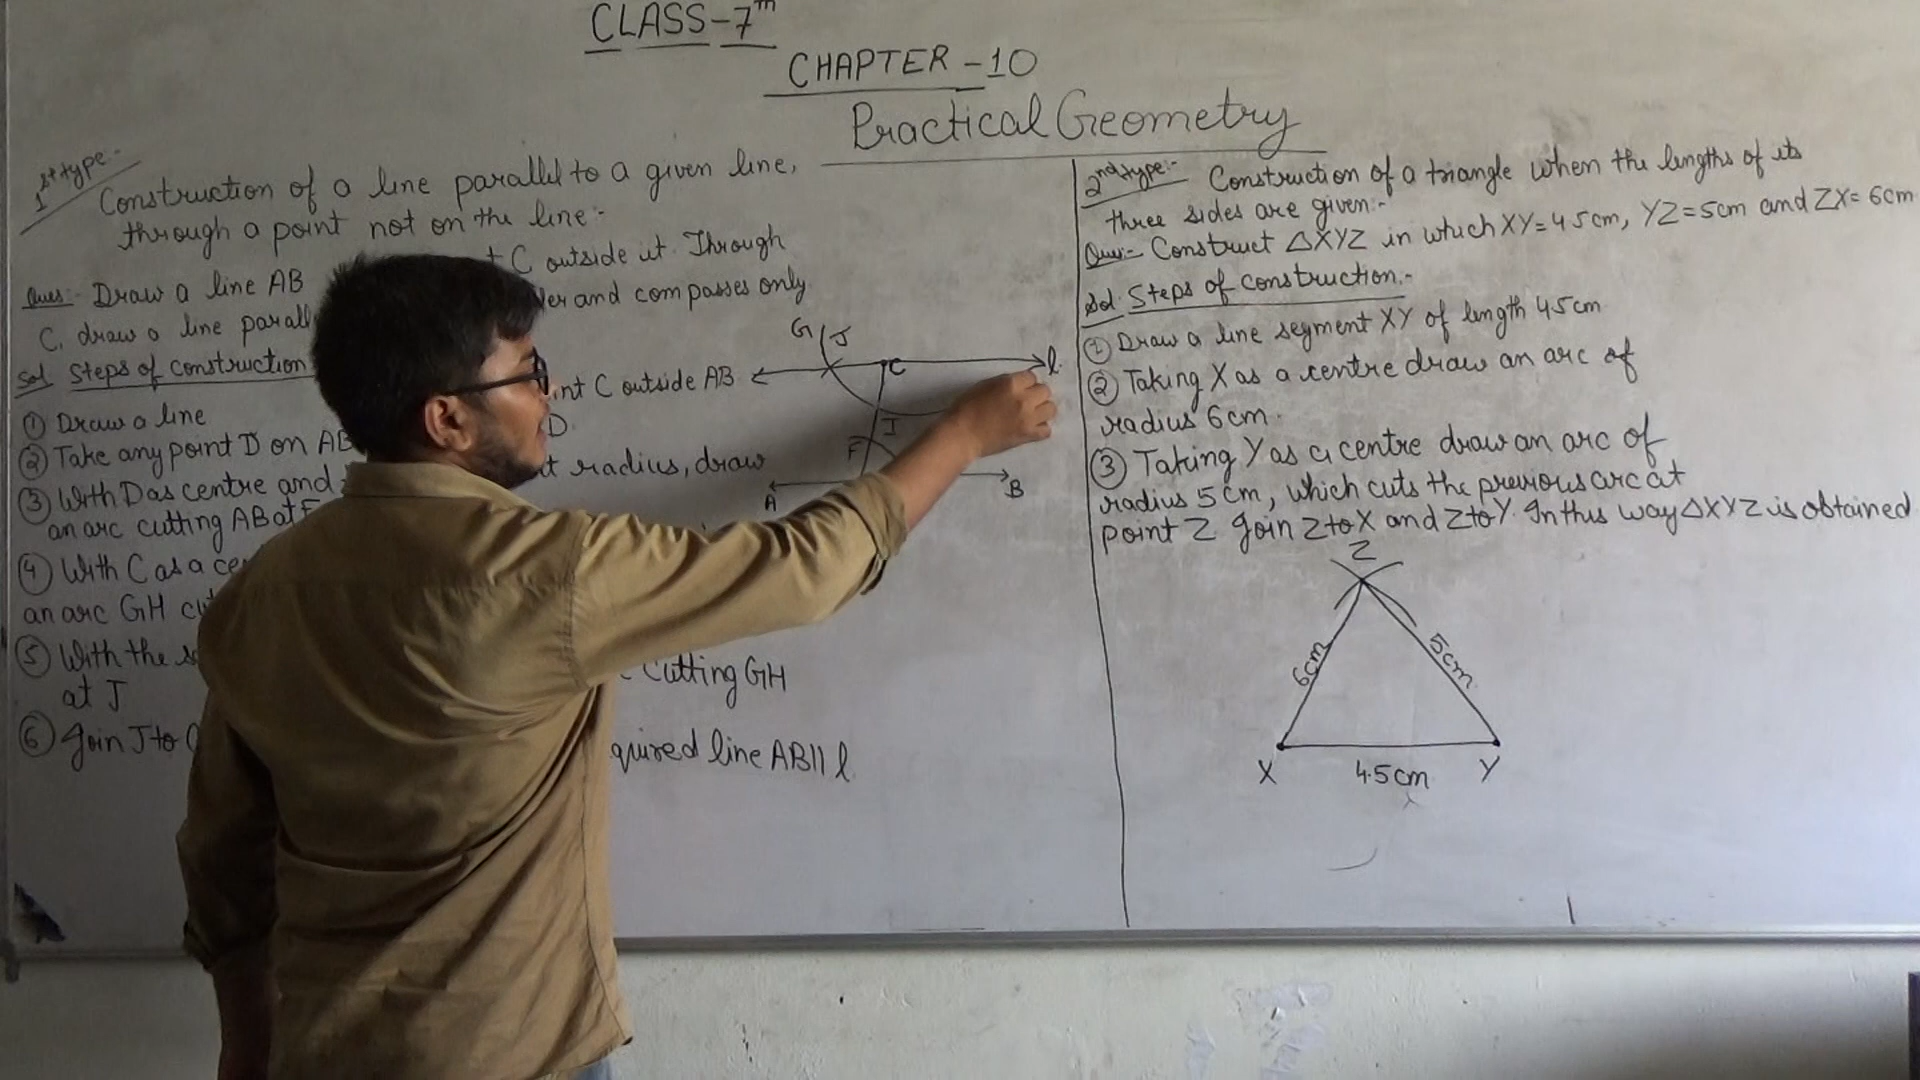 CLASS-7th
CHAPTER-10
Practical Geometry
1st type:-
Construction of a line parallel to a given line,
through a point not on the line:-
Ques:- Draw a line AB C outside it. Through
C, draw a line and compasses only
Sol. Steps of construction
① Draw a line C outside AB
② Take any point D on AB D.
③ With D as centre and radius, draw
an arc cutting AB at
④ With C as a
an arc GH
⑤ With the cutting GH
at J
⑥ Join J to line AB || l.
G J
C
l.
I
F
A
B
2nd type:- Construction of a triangle when the lengths of its
three sides are given:-
Ques:- Construct △XYZ in which XY=4.5cm, YZ=5cm and ZX=6cm
Sol. Steps of construction:-
① Draw a line segment XY of length 4.5cm
② Taking X as a centre draw an arc of
radius 6cm.
③ Taking Y as a centre draw an arc of
radius 5cm, which cuts the previous arc at
point Z. Join Z to X and Z to Y. In this way △XYZ is obtained
Z
6cm
5cm
X
4.5cm
Y